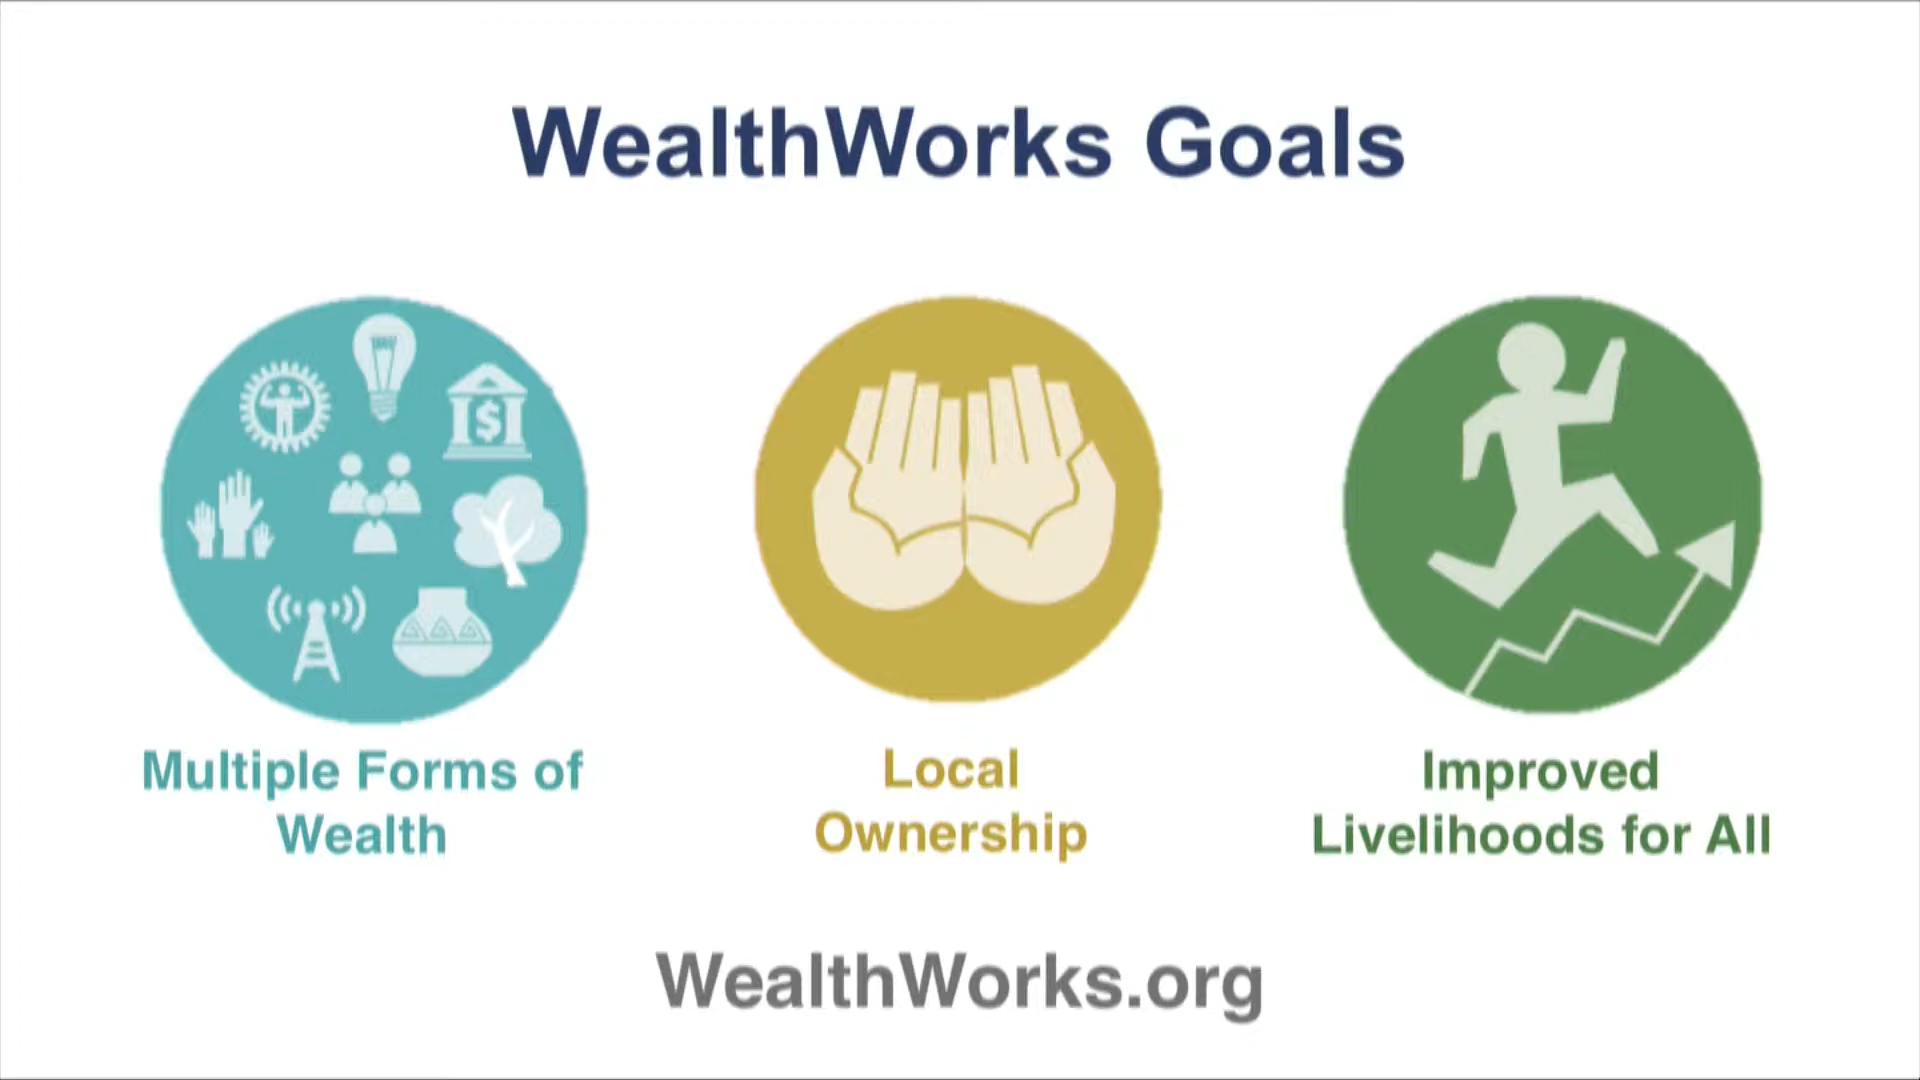 WealthWorks Goals
$
Multiple Forms of
Wealth
Local
Ownership
Improved
Livelihoods for All
WealthWorks.org